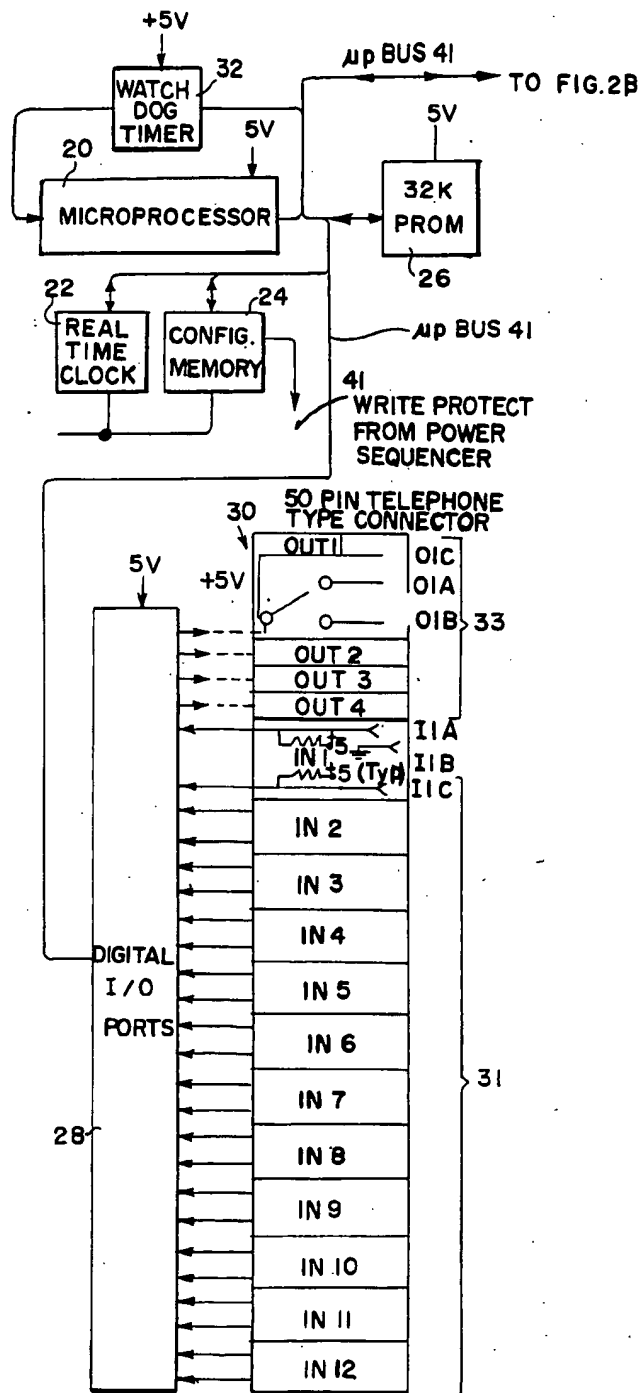 +5V
32
WATCH
DOG
TIMER
µp BUS 41
TO FIG.2B
5V
20
MICROPROCESSOR
5V
32K
PROM
26
22
REAL
TIME
CLOCK
24
CONFIG.
MEMORY
µp BUS 41
41
WRITE PROTECT
FROM POWER
SEQUENCER
50 PIN TELEPHONE
TYPE CONNECTOR
30
OUT1
O1C
5V
+5V
O1A
O1B
33
OUT 2
OUT 3
OUT 4
I1A
+5
IN 1
I1B
+5 (Typ)
I1C
IN 2
IN 3
IN 4
DIGITAL
I/O
PORTS
IN 5
IN 6
31
IN 7
28
IN 8
IN 9
IN 10
IN 11
IN 12